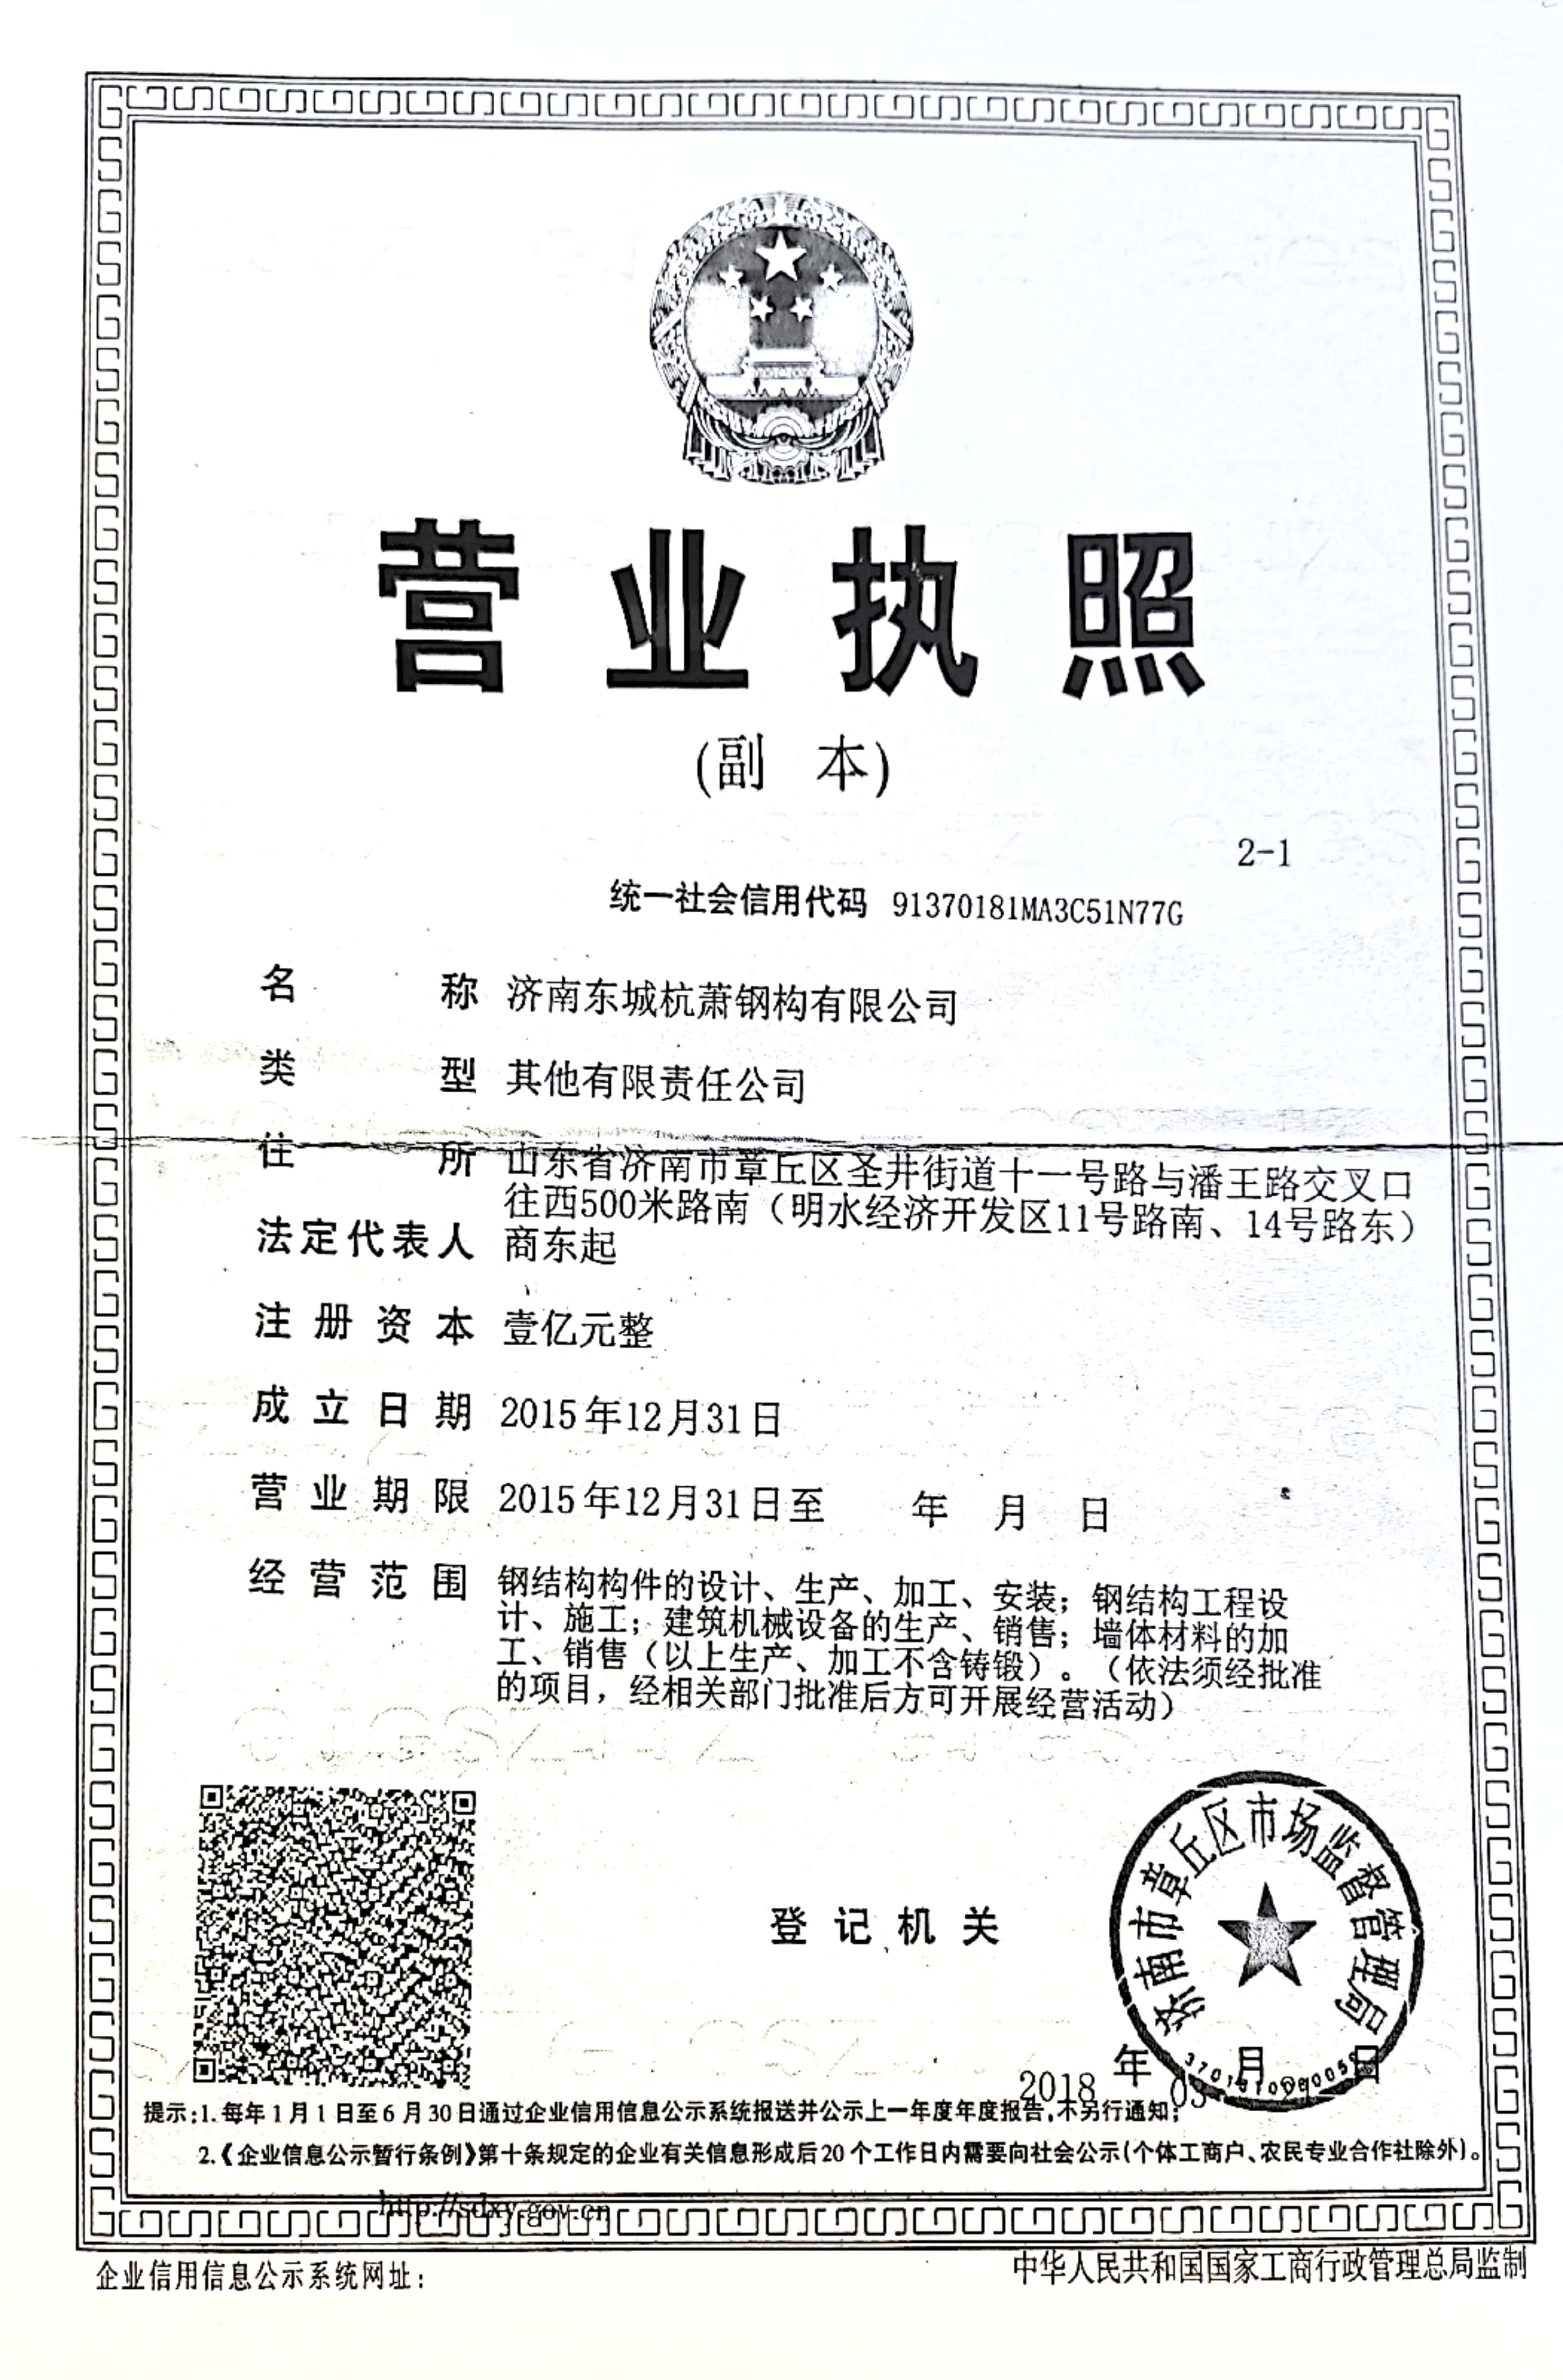 营业执照
(副 本)
2-1
统一社会信用代码 91370181MA3C51N77G
名 称 济南东城杭萧钢构有限公司
类 型 其他有限责任公司
住 所 山东省济南市章丘区圣井街道十一号路与潘王路交叉口
往西500米路南（明水经济开发区11号路南、14号路东）
法定代表人 商东起
注册资本 壹亿元整
成立日期 2015年12月31日
营业期限 2015年12月31日至 年 月 日
经营范围 钢结构构件的设计、生产、加工、安装；钢结构工程设
计、施工；建筑机械设备的生产、销售；墙体材料的加
工、销售（以上生产、加工不含铸锻）。（依法须经批准
的项目，经相关部门批准后方可开展经营活动）
济南市章丘区市场监督管理局
登记机关
2018 年 03 月 日
提示:1.每年1月1日至6月30日通过企业信用信息公示系统报送并公示上一年度年度报告,不另行通知;
2.《企业信息公示暂行条例》第十条规定的企业有关信息形成后20个工作日内需要向社会公示(个体工商户、农民专业合作社除外)。
http://sdxy.gov.cn
企业信用信息公示系统网址:
中华人民共和国国家工商行政管理总局监制